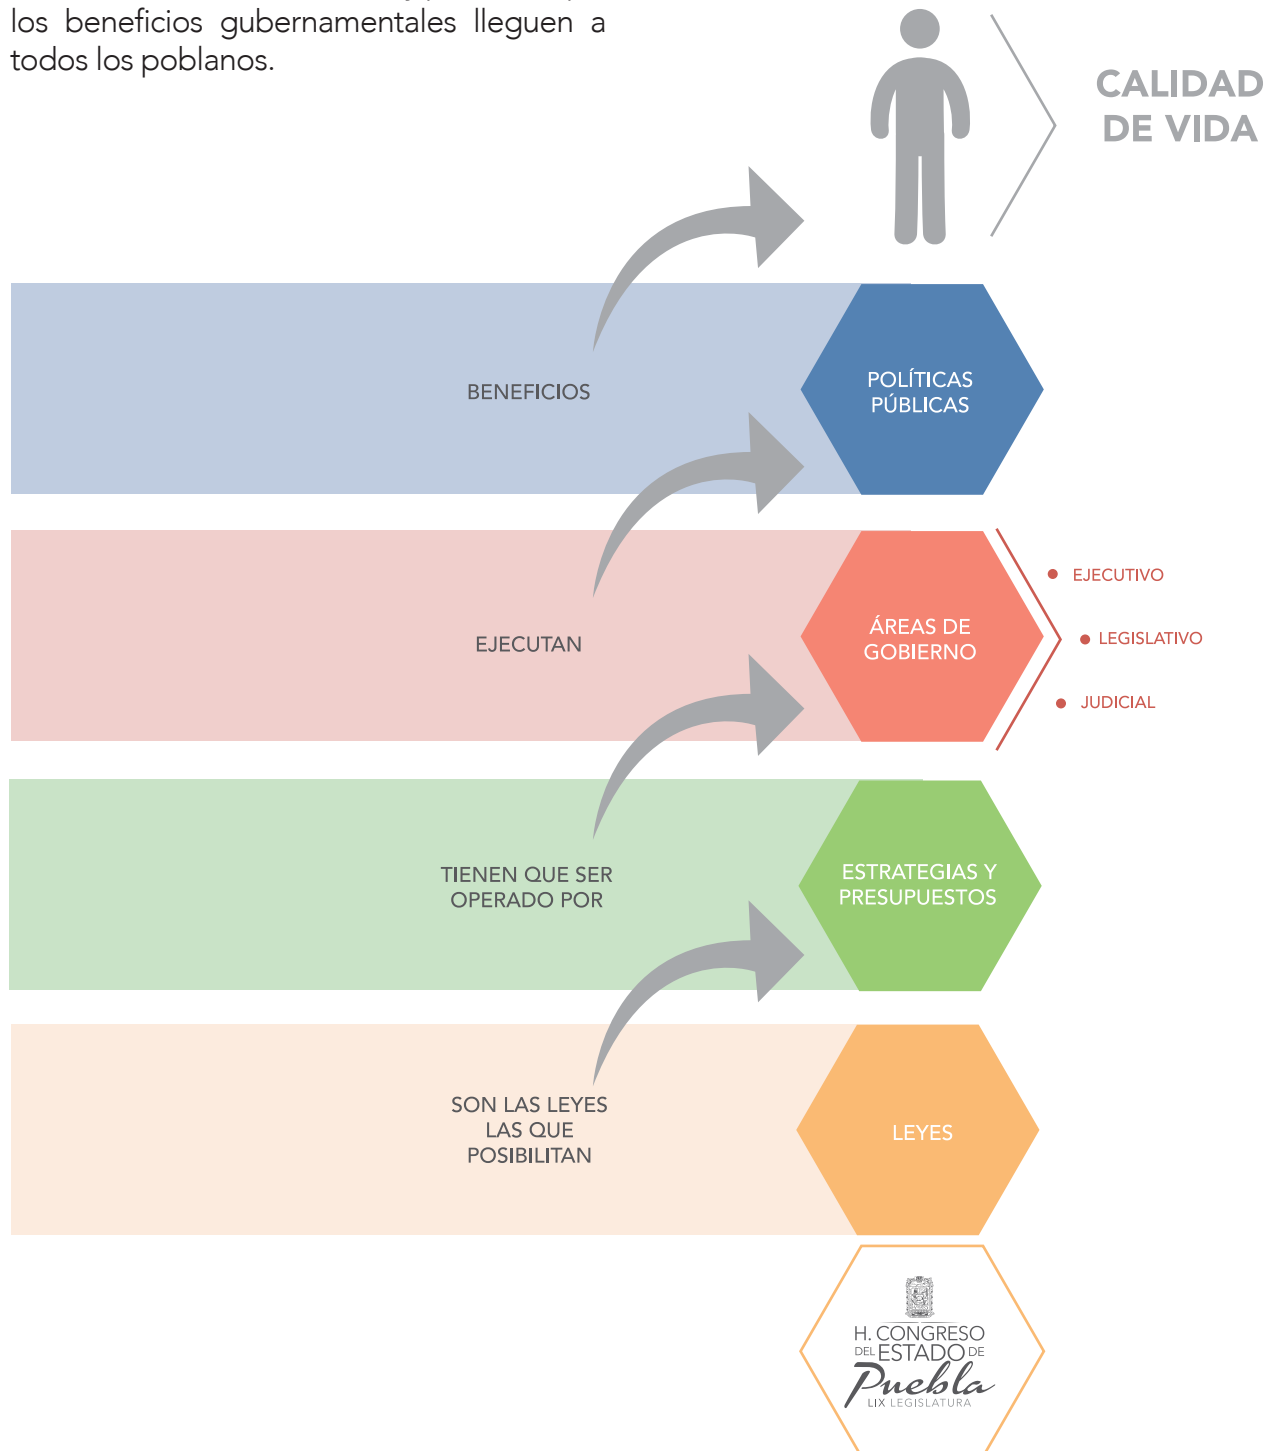 los beneficios gubernamentales lleguen a
todos los poblanos.
CALIDAD
DE VIDA
BENEFICIOS
POLÍTICAS
PÚBLICAS
EJECUTAN
ÁREAS DE
GOBIERNO
EJECUTIVO
LEGISLATIVO
JUDICIAL
TIENEN QUE SER
OPERADO POR
ESTRATEGIAS Y
PRESUPUESTOS
SON LAS LEYES
LAS QUE
POSIBILITAN
LEYES
H. CONGRESO
DEL ESTADO DE
Puebla
LIX LEGISLATURA